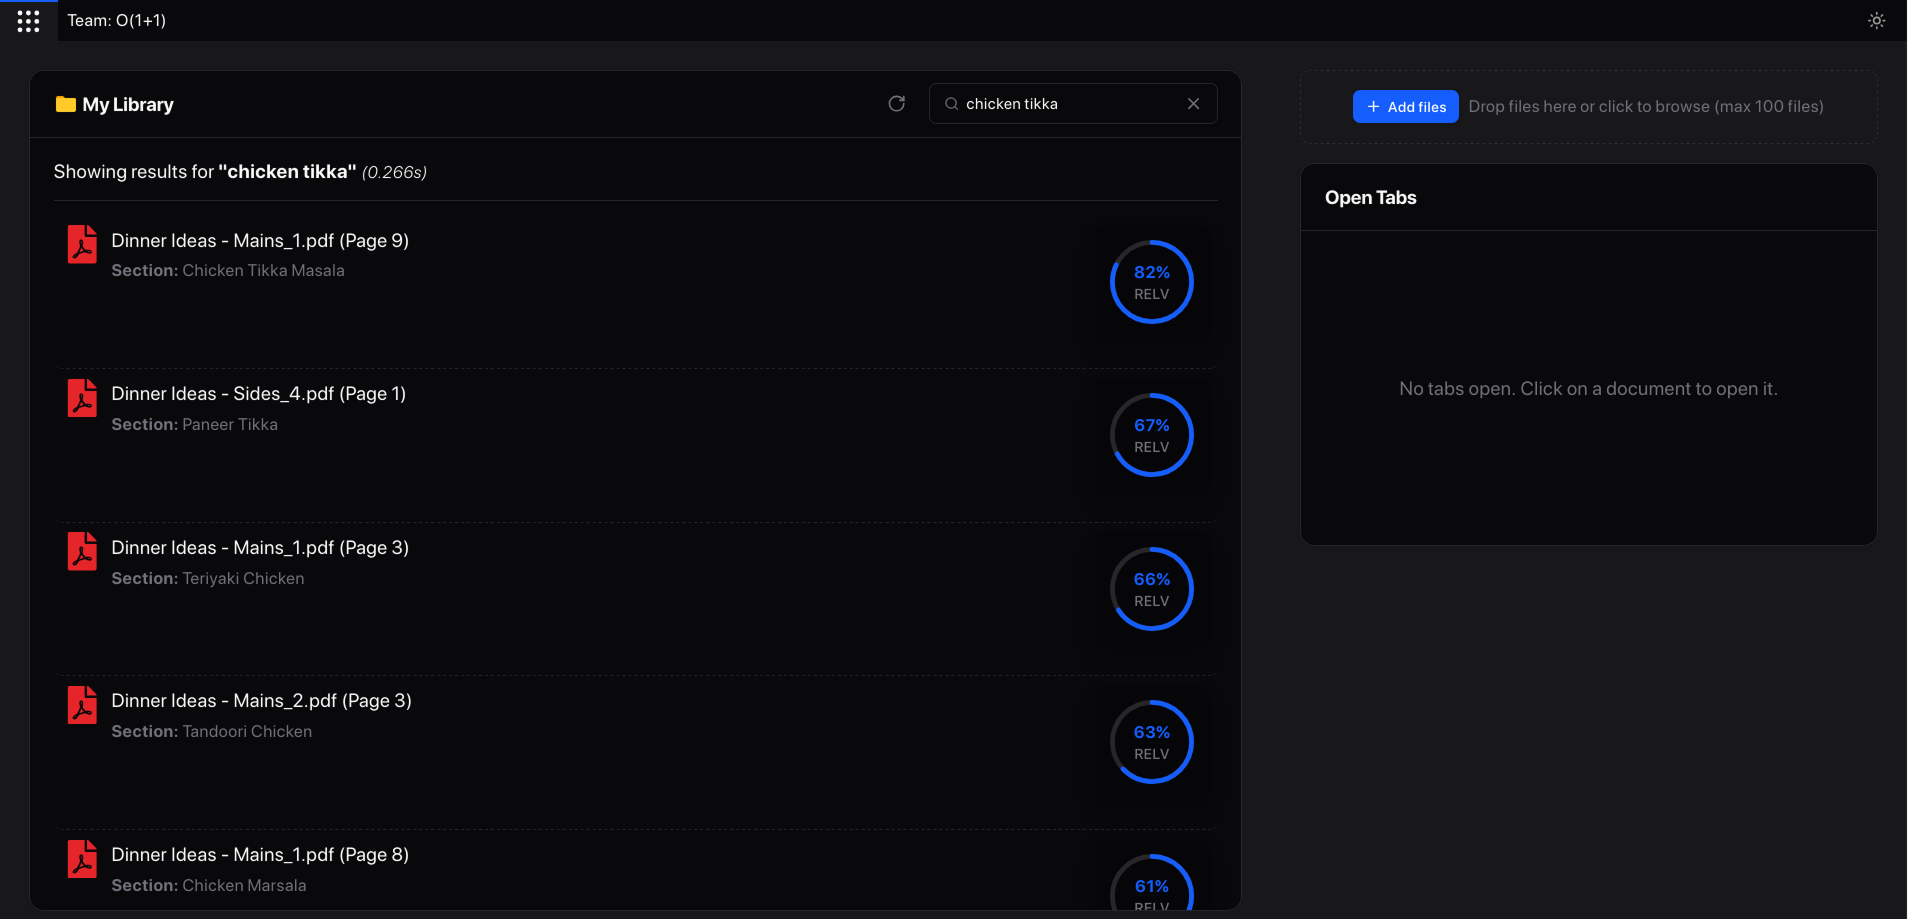 Team: O(1+1)
My Library
chicken tikka
Showing results for "chicken tikka" (0.266s)
Dinner Ideas - Mains_1.pdf (Page 9)
Section: Chicken Tikka Masala
82%
RELV
Dinner Ideas - Sides_4.pdf (Page 1)
Section: Paneer Tikka
67%
RELV
Dinner Ideas - Mains_1.pdf (Page 3)
Section: Teriyaki Chicken
66%
RELV
Dinner Ideas - Mains_2.pdf (Page 3)
Section: Tandoori Chicken
63%
RELV
Dinner Ideas - Mains_1.pdf (Page 8)
Section: Chicken Marsala
61%
RELV
+ Add files Drop files here or click to browse (max 100 files)
Open Tabs
No tabs open. Click on a document to open it.